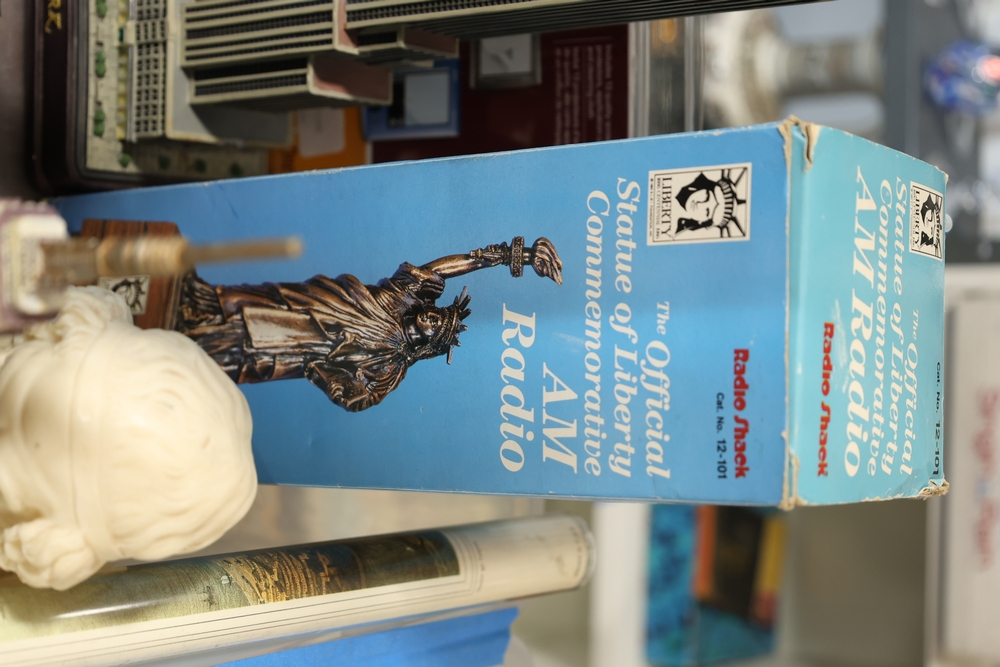 Radio Shack
Cat. No. 12-101
LIBERTY
The Official
Statue of Liberty
Commemorative
AM
Radio
Cat. No. 12-101
LIBERTY
The Official
Statue of Liberty
Commemorative
AM Radio
Radio Shack